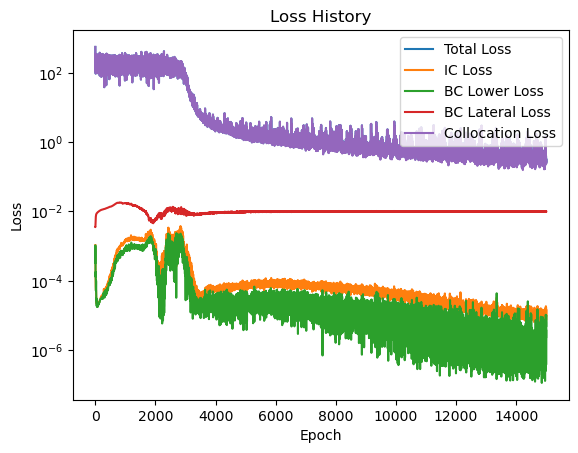 Loss History
Total Loss
IC Loss
BC Lower Loss
BC Lateral Loss
Collocation Loss
Loss
10²
10⁰
10⁻²
10⁻⁴
10⁻⁶
0 2000 4000 6000 8000 10000 12000 14000
Epoch